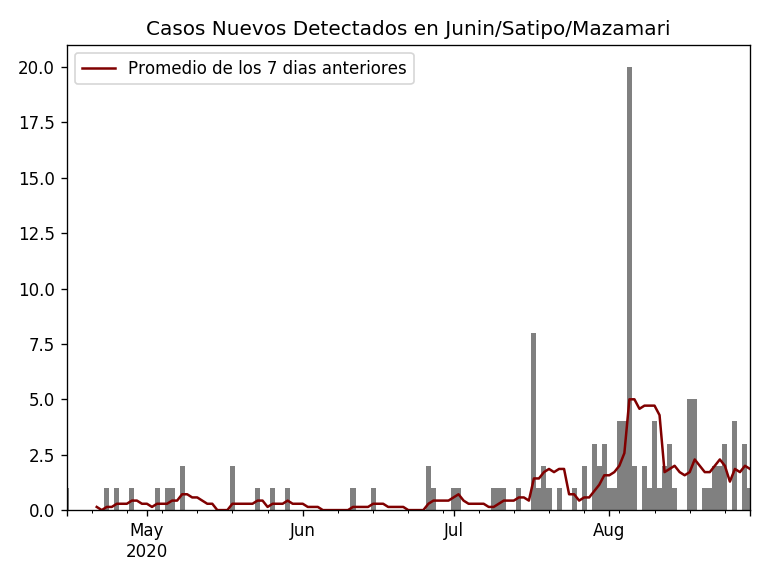 Casos Nuevos Detectados en Junin/Satipo/Mazamari
Promedio de los 7 dias anteriores
20.0
17.5
15.0
12.5
10.0
7.5
5.0
2.5
0.0
May
2020
Jun
Jul
Aug